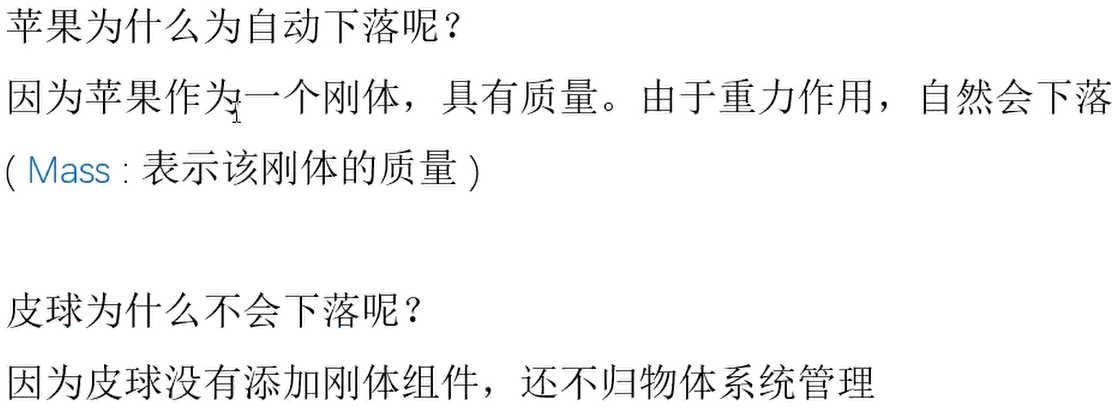 苹果为什么为自动下落呢？
因为苹果作为一个刚体，具有质量。由于重力作用，自然会下落
( Mass : 表示该刚体的质量 )
皮球为什么不会下落呢？
因为皮球没有添加刚体组件，还不归物体系统管理